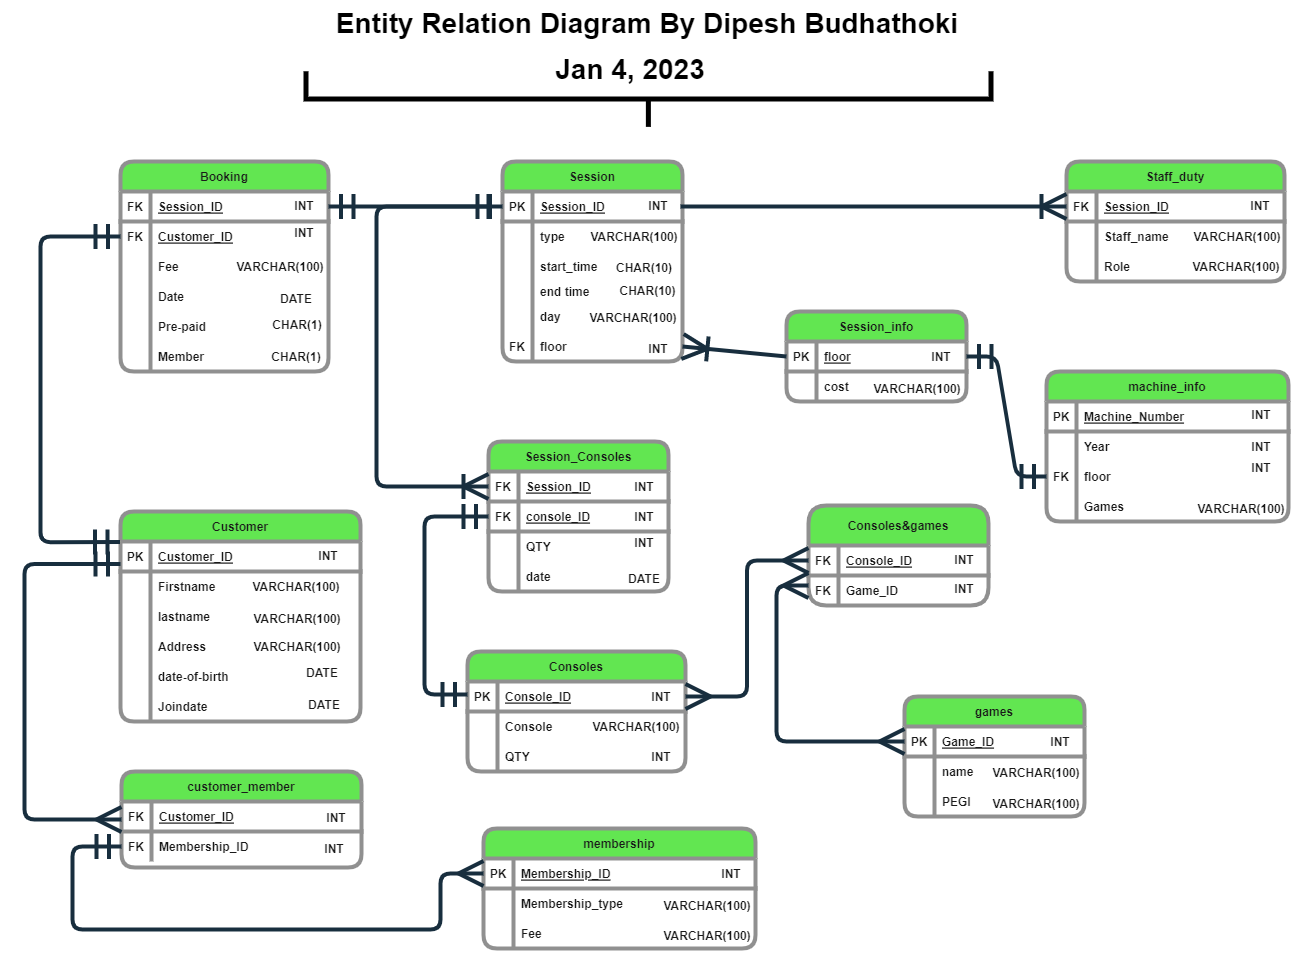 Entity Relation Diagram By Dipesh Budhathoki
Jan 4, 2023
Booking
FK Session_ID INT
FK Customer_ID INT
Fee VARCHAR(100)
Date DATE
Pre-paid CHAR(1)
Member CHAR(1)
Session
PK Session_ID INT
type VARCHAR(100)
start_time CHAR(10)
end time CHAR(10)
day VARCHAR(100)
FK floor INT
Staff_duty
FK Session_ID INT
Staff_name VARCHAR(100)
Role VARCHAR(100)
Session_info
PK floor INT
cost VARCHAR(100)
machine_info
PK Machine_Number INT
Year INT
FK floor INT
Games VARCHAR(100)
Session_Consoles
FK Session_ID INT
FK console_ID INT
QTY INT
date DATE
Consoles&games
FK Console_ID INT
FK Game_ID INT
Customer
PK Customer_ID INT
Firstname VARCHAR(100)
lastname VARCHAR(100)
Address VARCHAR(100)
date-of-birth DATE
Joindate DATE
Consoles
PK Console_ID INT
Console VARCHAR(100)
QTY INT
games
PK Game_ID INT
name VARCHAR(100)
PEGI VARCHAR(100)
customer_member
FK Customer_ID INT
FK Membership_ID INT
membership
PK Membership_ID INT
Membership_type VARCHAR(100)
Fee VARCHAR(100)